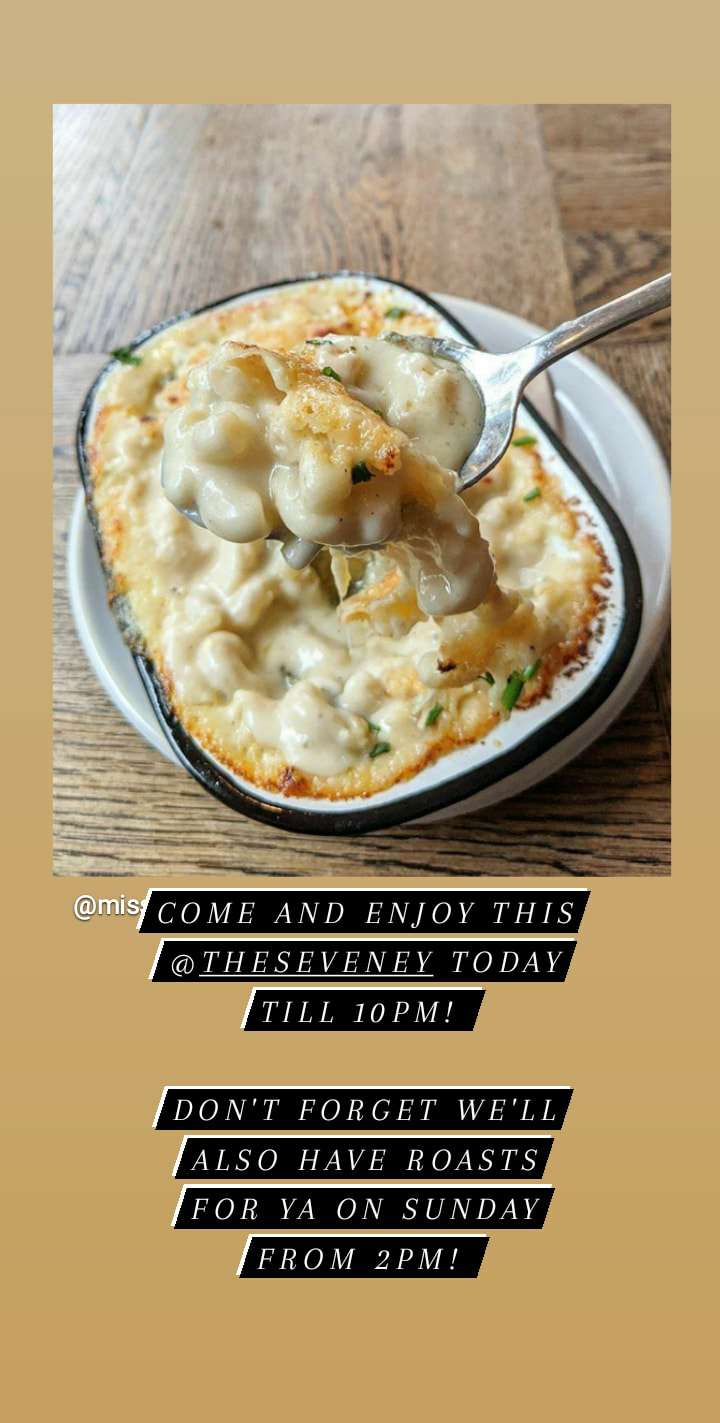 @miss
COME AND ENJOY THIS
@THESEVENEY TODAY
TILL 10PM!
DON'T FORGET WE'LL
ALSO HAVE ROASTS
FOR YA ON SUNDAY
FROM 2PM!